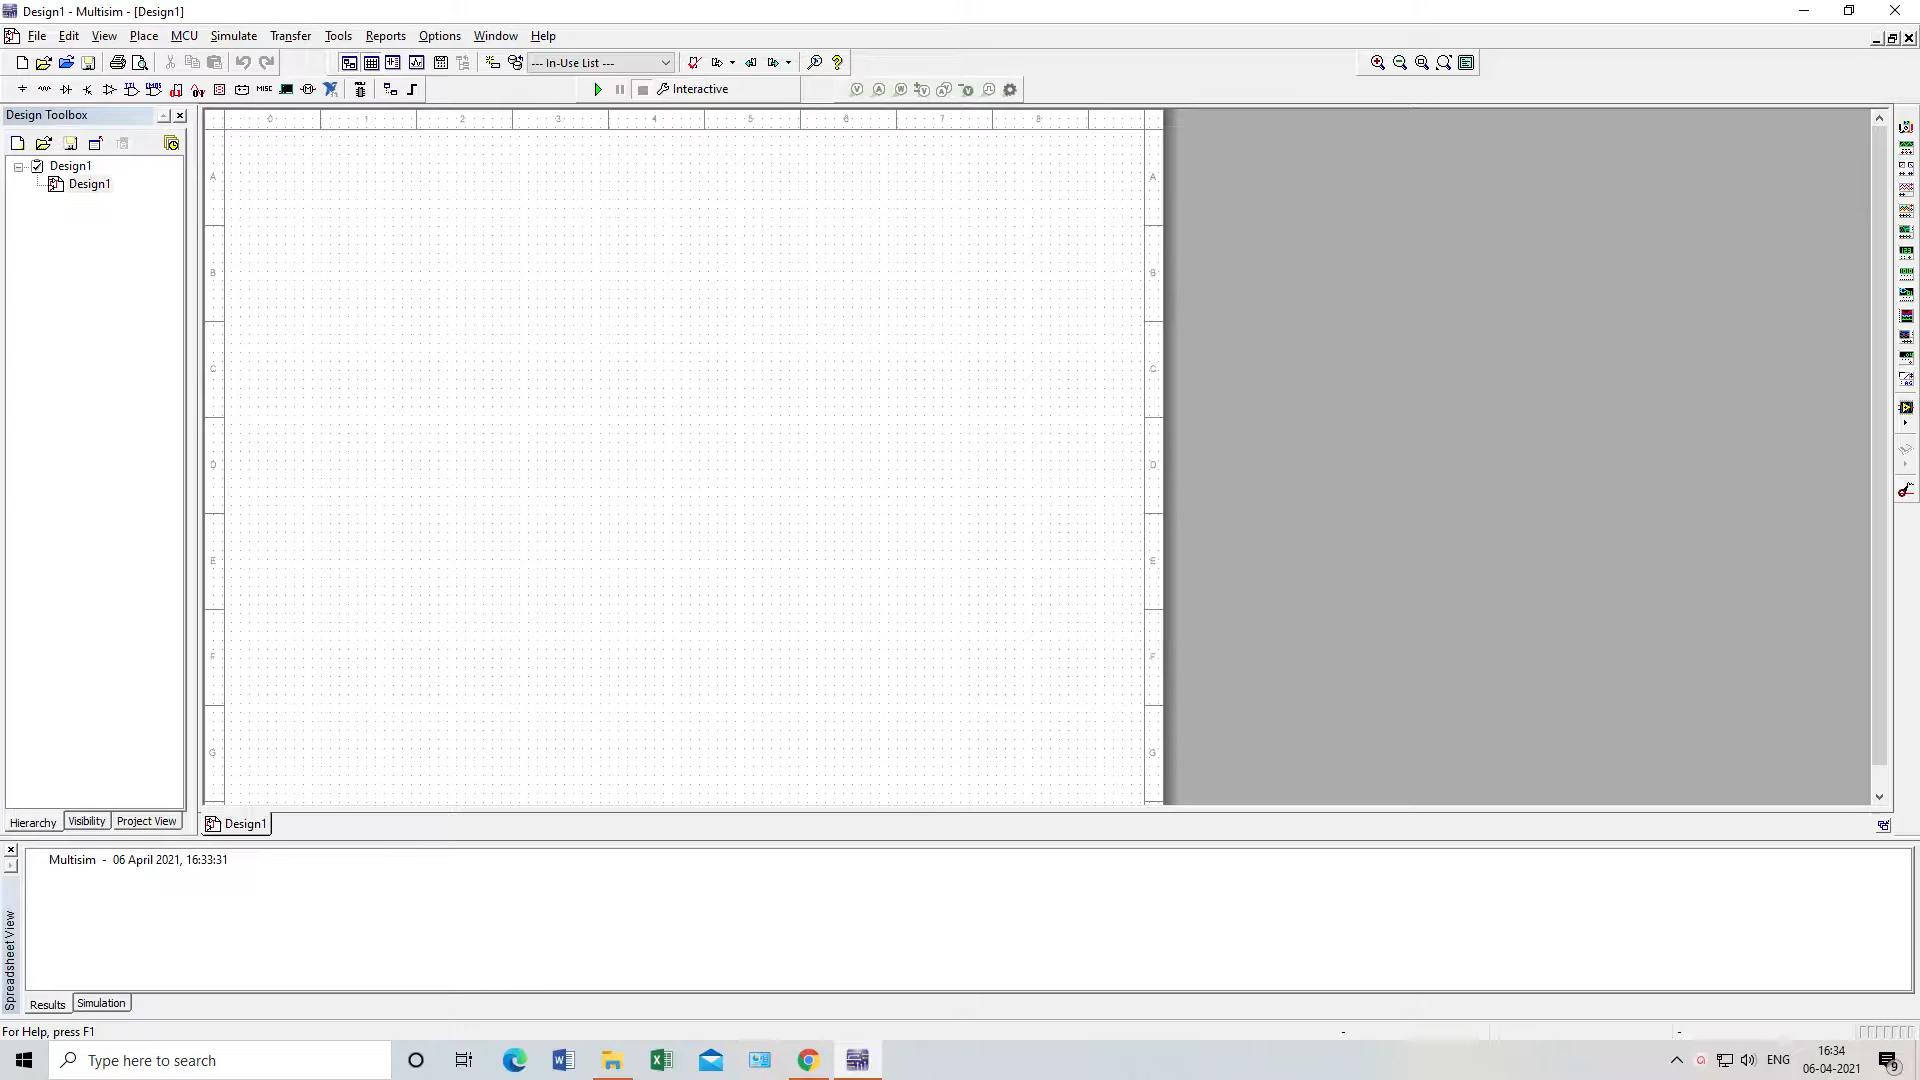 Design1 - Multisim - [Design1]
File Edit View Place MCU Simulate Transfer Tools Reports Options Window Help
--- In-Use List ---
MISC
Interactive
Design Toolbox
0 1 2 3 4 5 6 7 8
Design1
Design1
A A
B B
C C
D D
E E
F F
G G
Hierarchy Visibility Project View
Design1
Multisim - 06 April 2021, 16:33:31
Spreadsheet View
Results Simulation
For Help, press F1
- -
Type here to search
ENG
16:34
06-04-2021
9